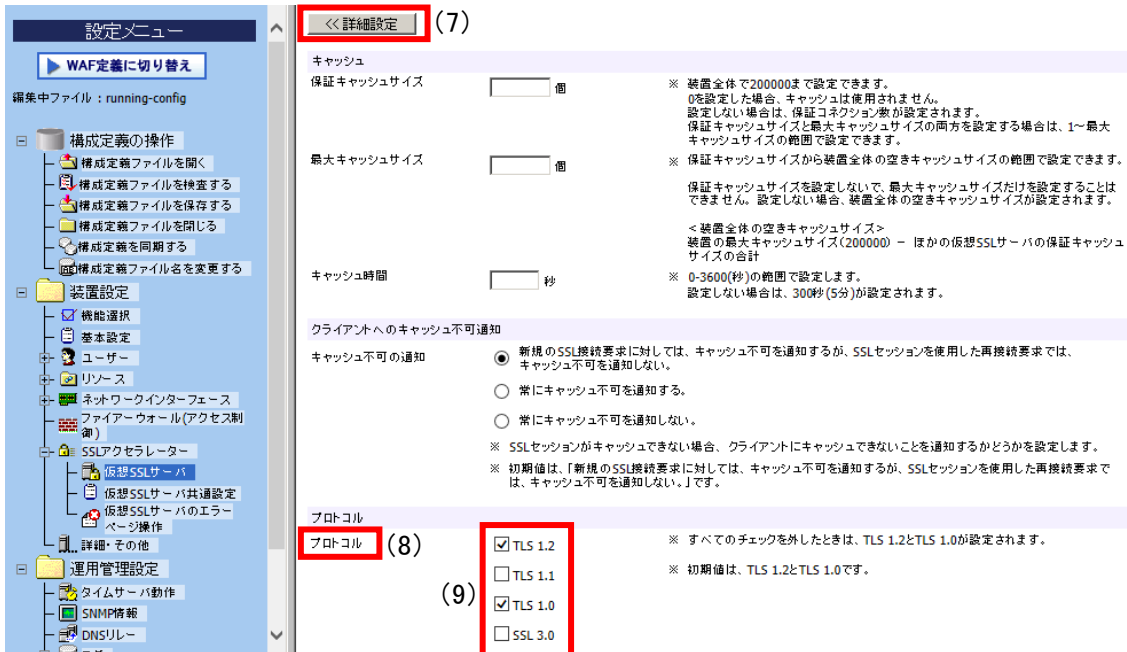 設定メニュー
WAF定義に切り替え
編集中ファイル：running-config
構成定義の操作
構成定義ファイルを開く
構成定義ファイルを検査する
構成定義ファイルを保存する
構成定義ファイルを閉じる
構成定義を同期する
構成定義ファイル名を変更する
装置設定
機能選択
基本設定
ユーザー
リソース
ネットワークインターフェース
ファイアーウォール(アクセス制
御)
SSLアクセラレーター
仮想SSLサーバ
仮想SSLサーバ共通設定
仮想SSLサーバのエラー
ページ操作
詳細・その他
運用管理設定
タイムサーバ動作
SNMP情報
DNSリレー
<<詳細設定 (7)
キャッシュ
保証キャッシュサイズ 個 ※ 装置全体で200000まで設定できます。
0を設定した場合、キャッシュは使用されません。
設定しない場合は、保証コネクション数が設定されます。
保証キャッシュサイズと最大キャッシュサイズの両方を設定する場合は、1～最大
キャッシュサイズの範囲で設定できます。
最大キャッシュサイズ 個 ※ 保証キャッシュサイズから装置全体の空きキャッシュサイズの範囲で設定できます。
保証キャッシュサイズを設定しないで、最大キャッシュサイズだけを設定することは
できません。設定しない場合、装置全体の空きキャッシュサイズが設定されます。
<装置全体の空きキャッシュサイズ>
装置の最大キャッシュサイズ(200000) － ほかの仮想SSLサーバの保証キャッシュ
サイズの合計
キャッシュ時間 秒 ※ 0-3600(秒)の範囲で設定します。
設定しない場合は、300秒(5分)が設定されます。
クライアントへのキャッシュ不可通知
キャッシュ不可の通知 新規のSSL接続要求に対しては、キャッシュ不可を通知するが、SSLセッションを使用した再接続要求では、
キャッシュ不可を通知しない。
常にキャッシュ不可を通知する。
常にキャッシュ不可を通知しない。
※ SSLセッションがキャッシュできない場合、クライアントにキャッシュできないことを通知するかどうかを設定します。
※ 初期値は、「新規のSSL接続要求に対しては、キャッシュ不可を通知するが、SSLセッションを使用した再接続要求で
は、キャッシュ不可を通知しない。」です。
プロトコル
プロトコル (8) TLS 1.2 ※ すべてのチェックを外したときは、TLS 1.2とTLS 1.0が設定されます。
TLS 1.1 ※ 初期値は、TLS 1.2とTLS 1.0です。
(9) TLS 1.0
SSL 3.0